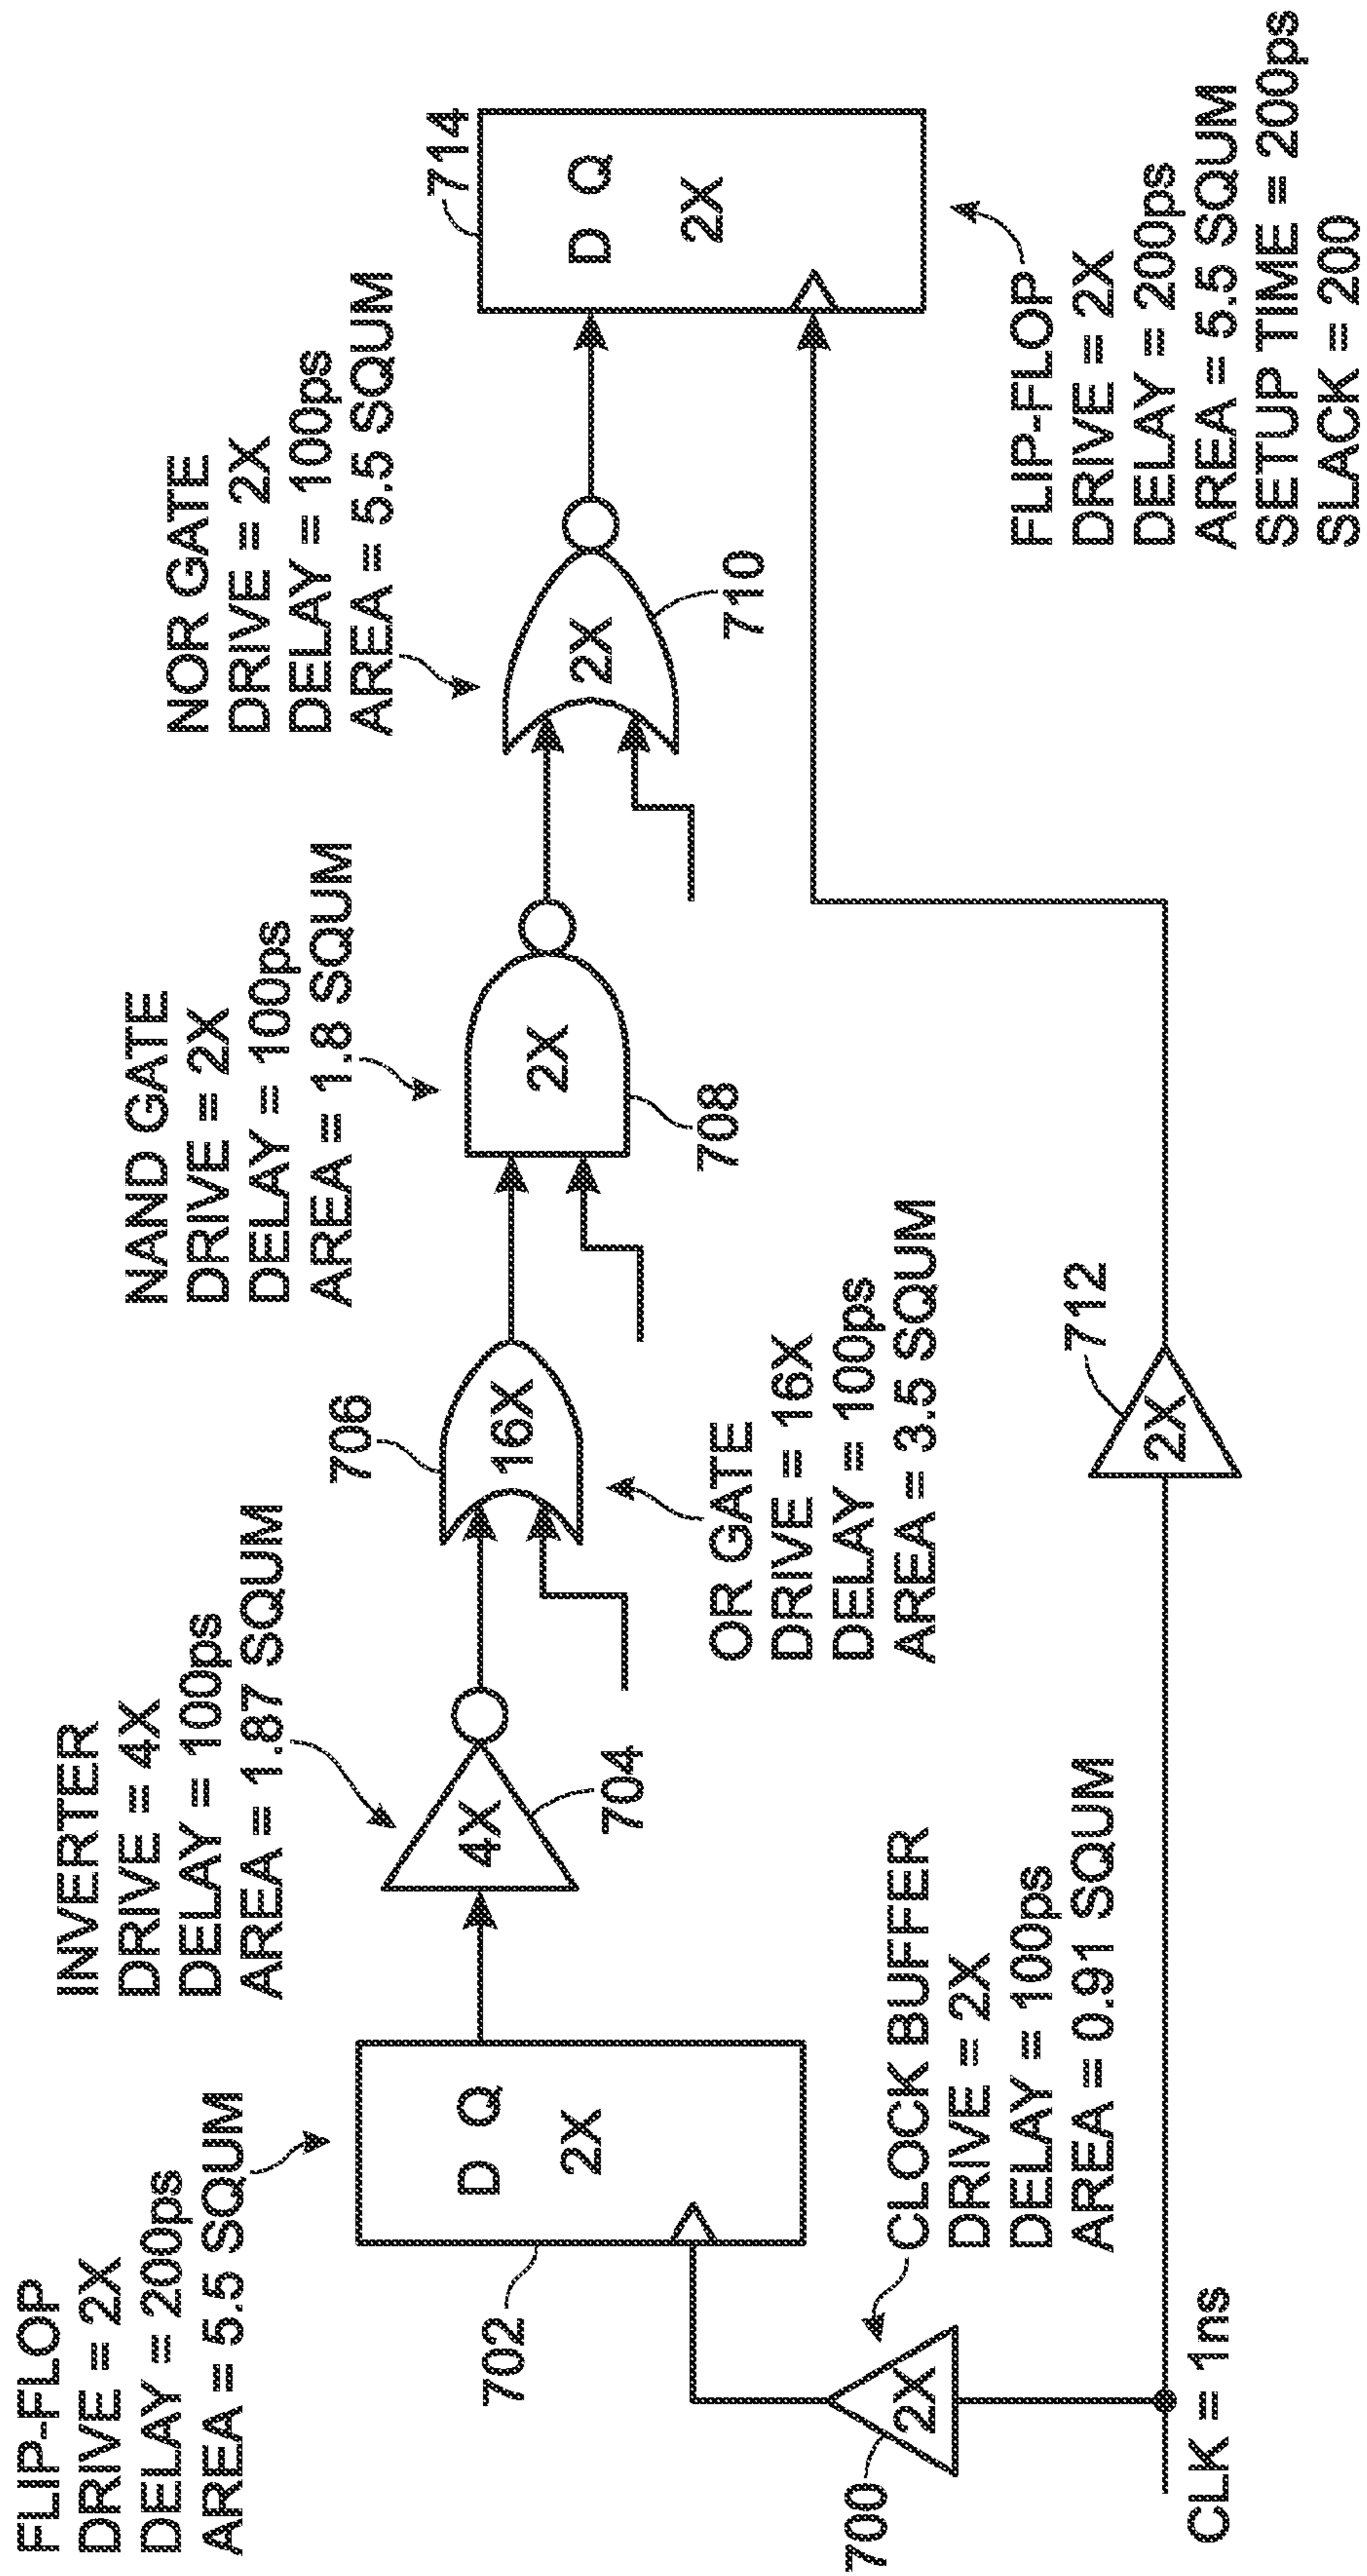 FLIP-FLOP
DRIVE = 2X
DELAY = 200ps
AREA = 5.5 SQUM
INVERTER
DRIVE = 4X
DELAY = 100ps
AREA = 1.87 SQUM
NAND GATE
DRIVE = 2X
DELAY = 100ps
AREA = 1.8 SQUM
NOR GATE
DRIVE = 2X
DELAY = 100ps
AREA = 5.5 SQUM
702
D Q
2X
4X
704
706
16X
2X
708
2X
710
714
D Q
2X
OR GATE
DRIVE = 16X
DELAY = 100ps
AREA = 3.5 SQUM
700
2X
CLOCK BUFFER
DRIVE = 2X
DELAY = 100ps
AREA = 0.91 SQUM
712
2X
FLIP-FLOP
DRIVE = 2X
DELAY = 200ps
AREA = 5.5 SQUM
SETUP TIME = 200ps
SLACK = 200
CLK = 1ns